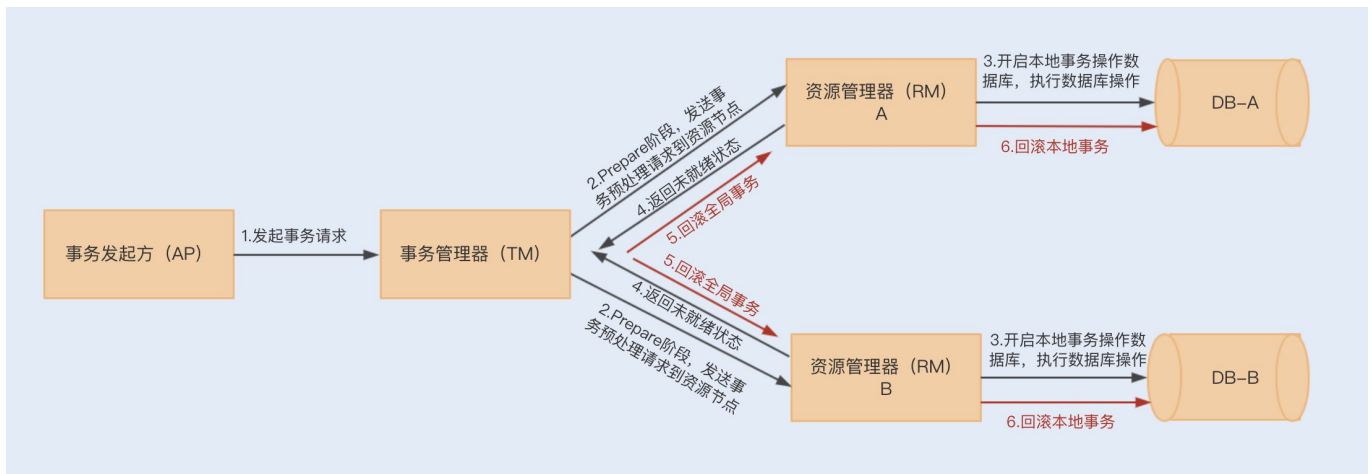 事务发起方（AP）
1.发起事务请求
事务管理器（TM）
2.Prepare阶段，发送事
务预处理请求到资源节点
4.返回未就绪状态
5.回滚全局事务
资源管理器（RM）
A
3.开启本地事务操作数
据库，执行数据库操作
6.回滚本地事务
DB-A
5.回滚全局事务
4.返回未就绪状态
2.Prepare阶段，发送事
务预处理请求到资源节点
资源管理器（RM）
B
3.开启本地事务操作数
据库，执行数据库操作
6.回滚本地事务
DB-B